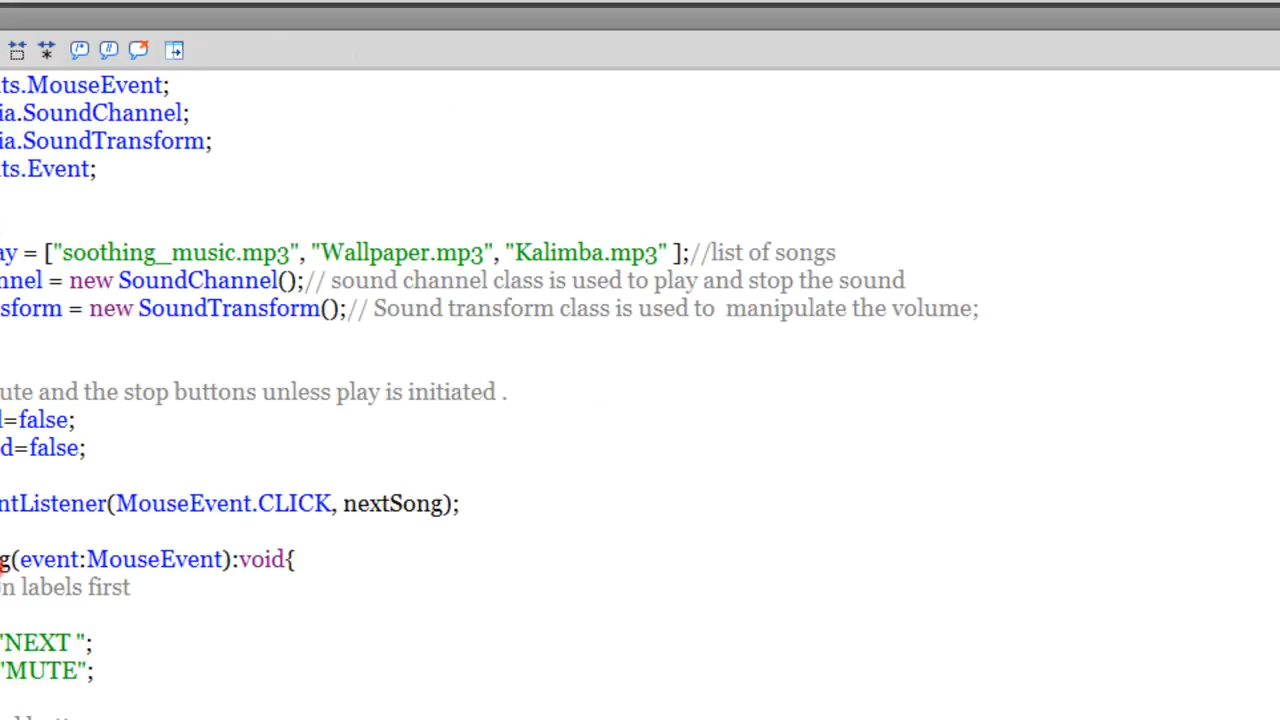 ts.MouseEvent;
ia.SoundChannel;
ia.SoundTransform;
ts.Event;
ay = ["soothing_music.mp3", "Wallpaper.mp3", "Kalimba.mp3" ];//list of songs
nnel = new SoundChannel();// sound channel class is used to play and stop the sound
sform = new SoundTransform();// Sound transform class is used to  manipulate the volume;
ute and the stop buttons unless play is initiated .
l=false;
d=false;
ntListener(MouseEvent.CLICK, nextSong);
g(event:MouseEvent):void{
n labels first
"NEXT ";
"MUTE";